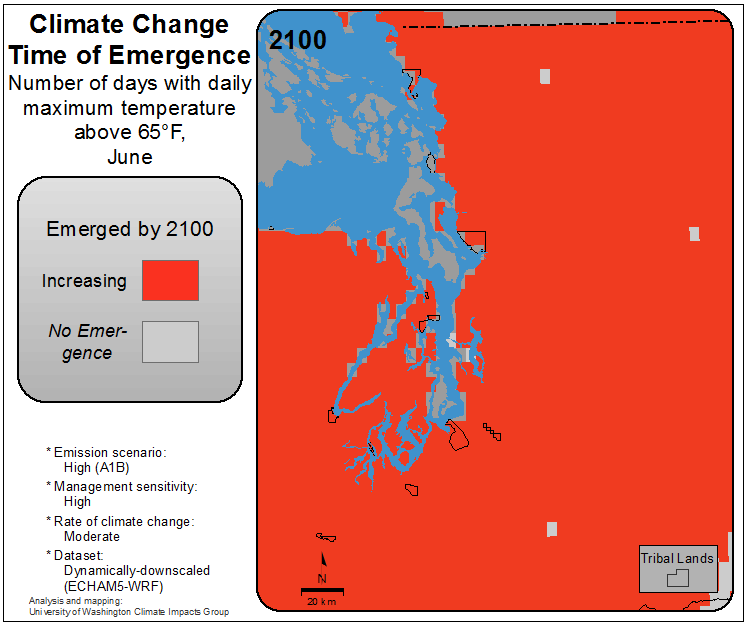 Climate Change
Time of Emergence
Number of days with daily
maximum temperature
above 65°F,
June
Emerged by 2100
Increasing
No Emer-
gence
* Emission scenario:
High (A1B)
* Management sensitivity:
High
* Rate of climate change:
Moderate
* Dataset:
Dynamically-downscaled
(ECHAM5-WRF)
Analysis and mapping:
University of Washington Climate Impacts Group
2100
N
20 km
Tribal Lands